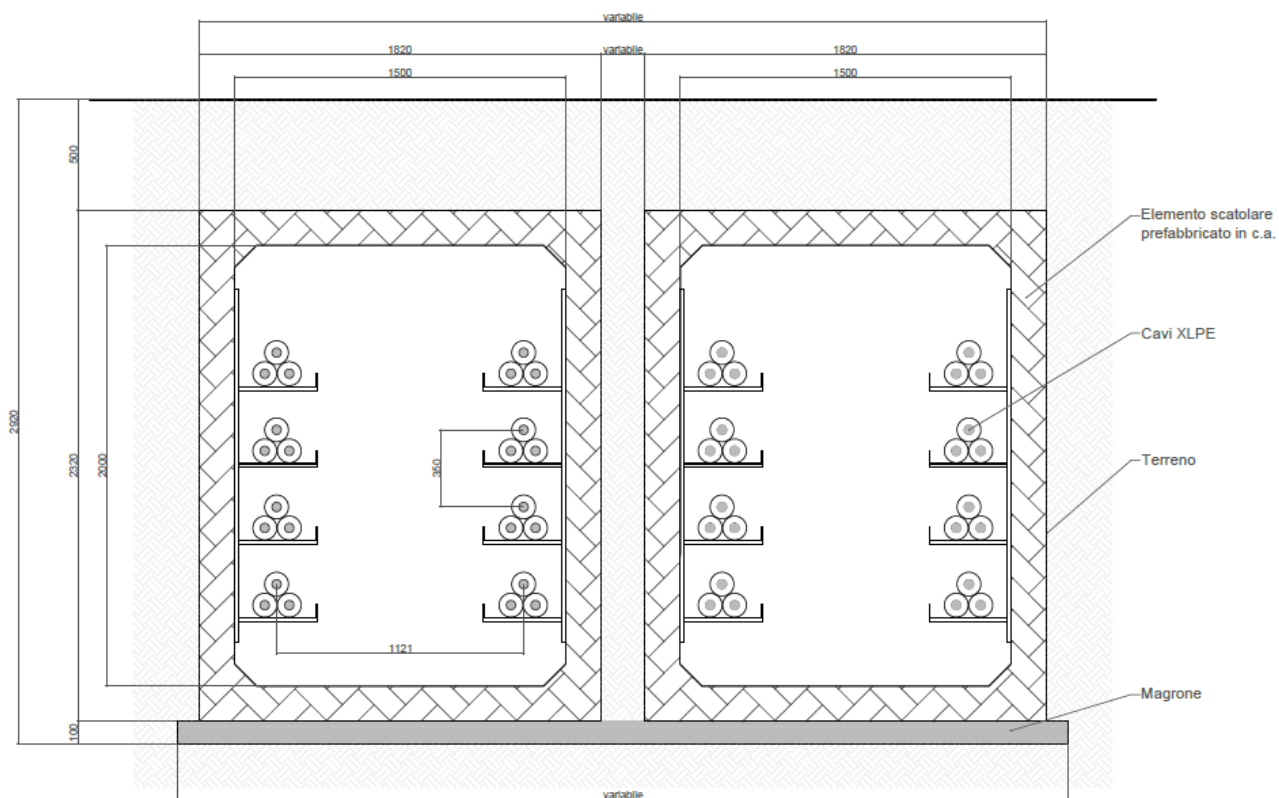 variabile
1820
variabile
1820
1500
1500
500
Elemento scatolare
prefabbricato in c.a.
Cavi XLPE
2920
2320
2000
350
Terreno
1121
Magrone
100
variabile